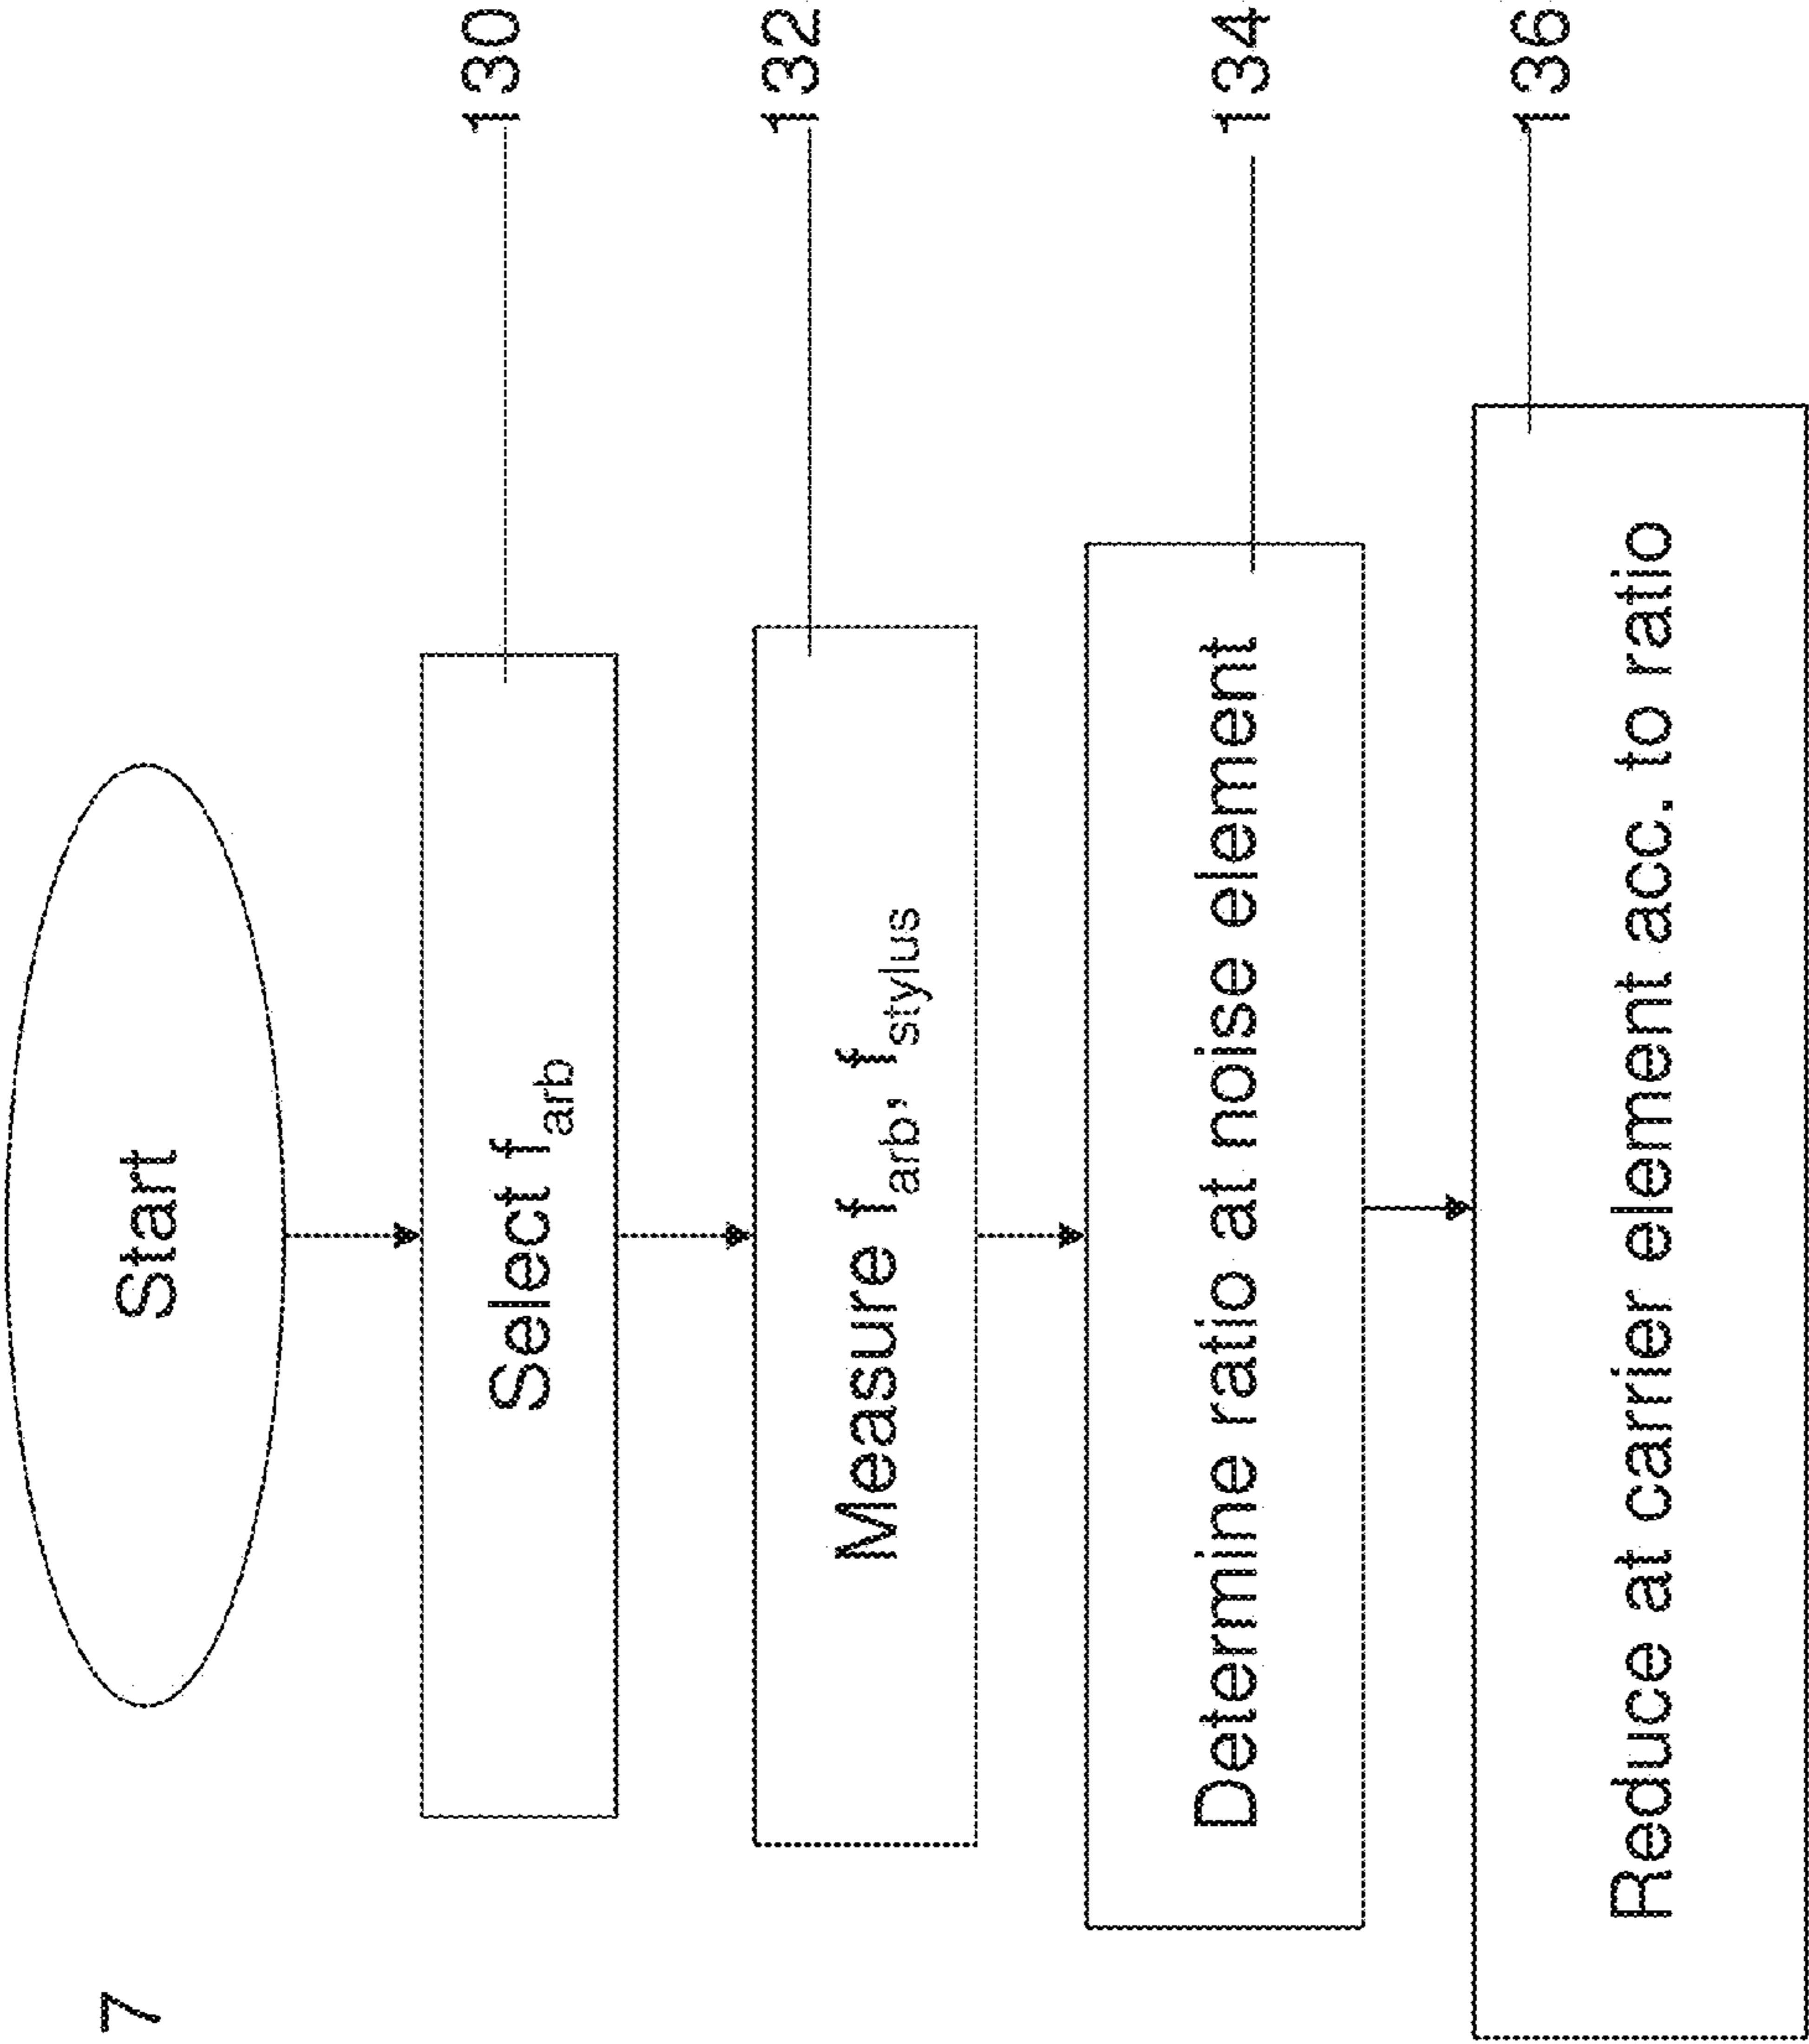 7
Start
Select f_arb
130
Measure f_arb, f_stylus
132
Determine ratio at noise element
134
Reduce at carrier element acc. to ratio
136